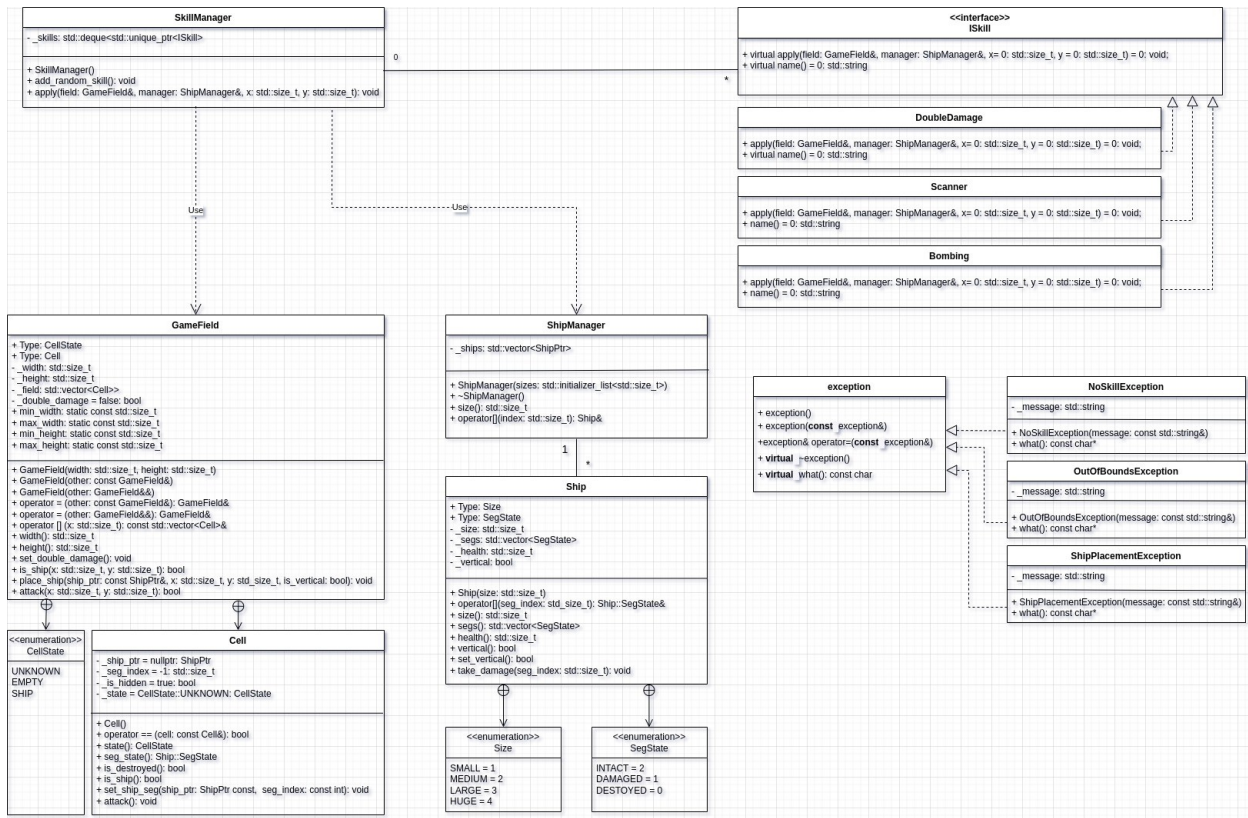 SkillManager
- _skills: std::deque<std::unique_ptr<ISkill>
+ SkillManager()
+ add_random_skill(): void
+ apply(field: GameField&, manager: ShipManager&, x: std::size_t, y: std::size_t): void
0
*
<<interface>>
ISkill
+ virtual apply(field: GameField&, manager: ShipManager&, x= 0: std::size_t, y = 0: std::size_t) = 0: void;
+ virtual name() = 0: std::string
DoubleDamage
+ apply(field: GameField&, manager: ShipManager&, x= 0: std::size_t, y = 0: std::size_t) = 0: void;
+ virtual name() = 0: std::string
Scanner
+ apply(field: GameField&, manager: ShipManager&, x= 0: std::size_t, y = 0: std::size_t) = 0: void;
+ name() = 0: std::string
Bombing
+ apply(field: GameField&, manager: ShipManager&, x= 0: std::size_t, y = 0: std::size_t) = 0: void;
+ name() = 0: std::string
Use
Use
GameField
+ Type: CellState
+ Type: Cell
- _width: std::size_t
- _height: std::size_t
- _field: std::vector<Cell>>
- _double_damage = false: bool
+ min_width: static const std::size_t
+ max_width: static const std::size_t
+ min_height: static const std::size_t
+ max_height: static const std::size_t
+ GameField(width: std::size_t, height: std::size_t)
+ GameField(other: const GameField&)
+ GameField(other: GameField&&)
+ operator = (other: const GameField&): GameField&
+ operator = (other: GameField&&): GameField&
+ operator [] (x: std::size_t): const std::vector<Cell>&
+ width(): std::size_t
+ height(): std::size_t
+ set_double_damage(): void
+ is_ship(x: std::size_t, y: std::size_t): bool
+ place_ship(ship_ptr: const ShipPtr&, x: std::size_t, y: std_size_t, is_vertical: bool): void
+ attack(x: std::size_t, y: std::size_t): bool
<<enumeration>>
CellState
UNKNOWN
EMPTY
SHIP
Cell
- _ship_ptr = nullptr: ShipPtr
- _seg_index = -1: std::size_t
- _is_hidden = true: bool
- _state = CellState::UNKNOWN: CellState
+ Cell()
+ operator == (cell: const Cell&): bool
+ state(): CellState
+ seg_state(): Ship::SegState
+ is_destroyed(): bool
+ is_ship(): bool
+ set_ship_seg(ship_ptr: ShipPtr const, seg_index: const int): void
+ attack(): void
ShipManager
- _ships: std::vector<ShipPtr>
+ ShipManager(sizes: std::initializer_list<std::size_t>)
+ ~ShipManager()
+ size(): std::size_t
+ operator[](index: std::size_t): Ship&
1
*
Ship
+ Type: Size
+ Type: SegState
- _size: std::size_t
- _segs: std::vector<SegState>
- _health: std::size_t
- _vertical: bool
+ Ship(size: std::size_t)
+ operator[](seg_index: std_size_t): Ship::SegState&
+ size(): std::size_t
+ segs(): std::vector<SegState>
+ health(): std::size_t
+ vertical(): bool
+ set_vertical(): bool
+ take_damage(seg_index: std::size_t): void
<<enumeration>>
Size
SMALL = 1
MEDIUM = 2
LARGE = 3
HUGE = 4
<<enumeration>>
SegState
INTACT = 2
DAMAGED = 1
DESTOYED = 0
exception
+ exception()
+ exception(const exception&)
+exception& operator=(const exception&)
+ virtual ~exception()
+ virtual what(): const char
NoSkillException
- _message: std::string
+ NoSkillException(message: const std::string&)
+ what(): const char*
OutOfBoundsException
- _message: std::string
+ OutOfBoundsException(message: const std::string&)
+ what(): const char*
ShipPlacementException
- _message: std::string
+ ShipPlacementException(message: const std::string&)
+ what(): const char*